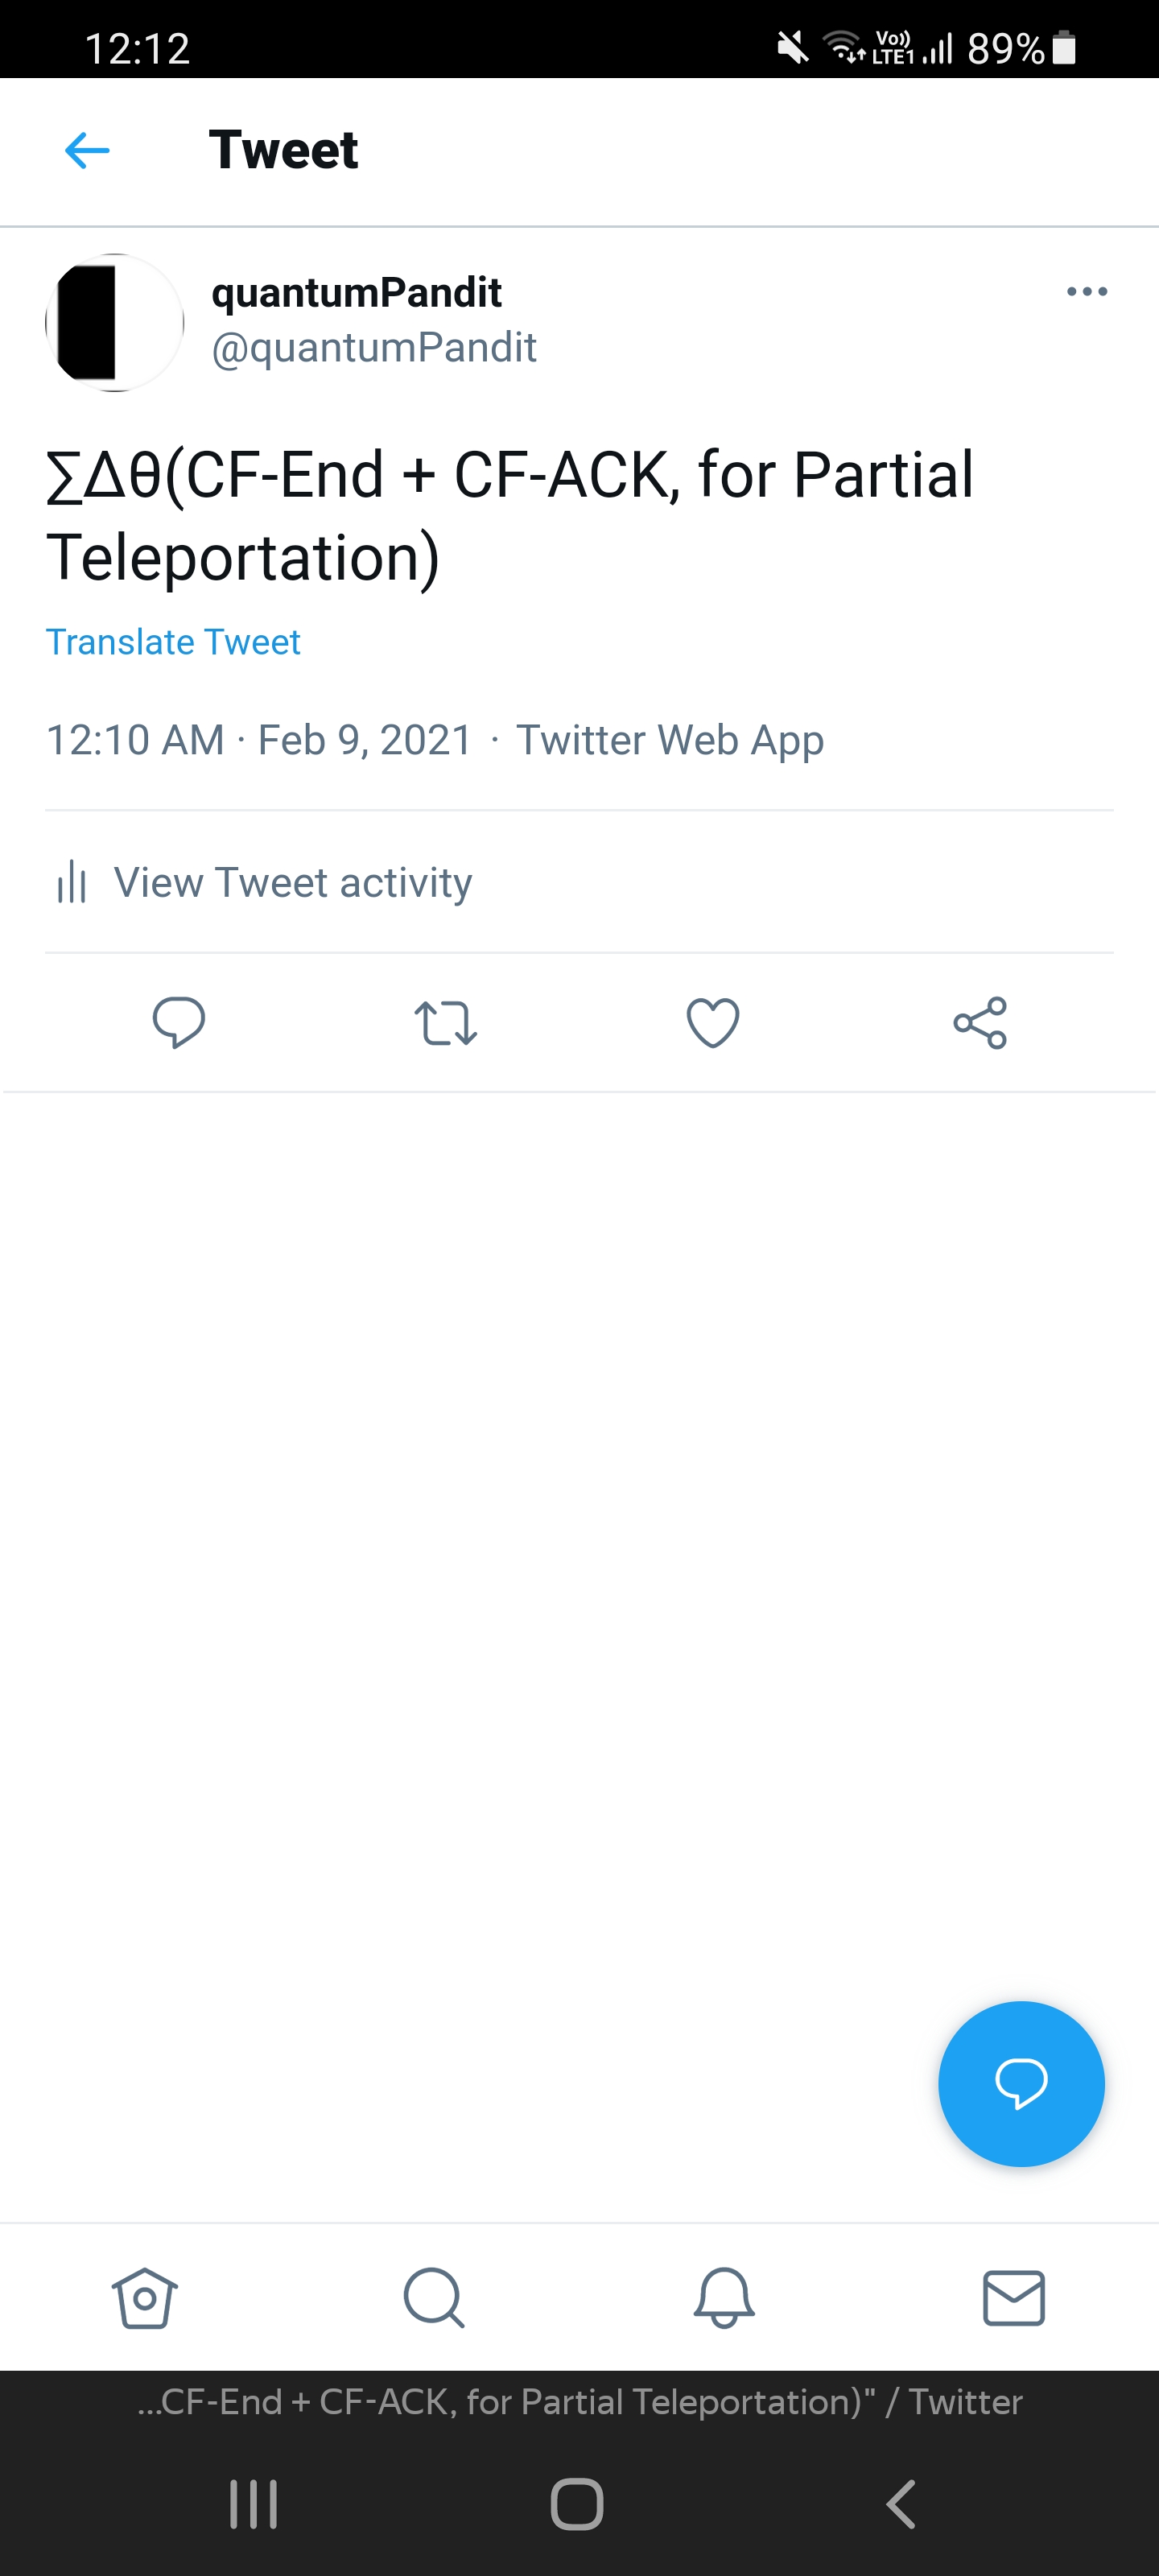 12:12
Vo)) LTE1 89%
Tweet
quantumPandit
@quantumPandit
∑Δθ(CF-End + CF-ACK, for Partial
Teleportation)
Translate Tweet
12:10 AM · Feb 9, 2021 · Twitter Web App
View Tweet activity
...CF-End + CF-ACK, for Partial Teleportation)" / Twitter